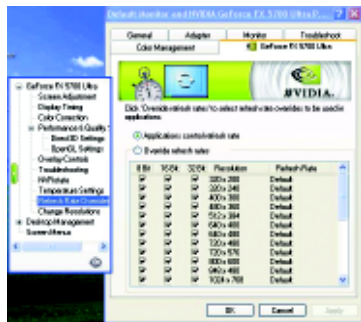 Default Monitor and NVIDIA GeForce FX 5700 Ultra P...
General
Adapter
Monitor
Troubleshoot
Color Management
GeForce FX 5700 Ultra
NVIDIA.
Click 'Override refresh rates' to select refresh rate overrides to be used in applications.
Applications control refresh rate
Override refresh rates
8 Bit 16 Bit 32 Bit Resolution Refresh Rate
320 x 200 Default
320 x 240 Default
400 x 300 Default
480 x 360 Default
512 x 384 Default
640 x 400 Default
640 x 480 Default
720 x 480 Default
720 x 576 Default
800 x 600 Default
848 x 480 Default
1024 x 768 Default
OK
Cancel
Apply
GeForce FX 5700 Ultra
Screen Adjustment
Display Timing
Color Correction
Performance & Quality
Direct3D Settings
OpenGL Settings
Overlay Controls
Troubleshooting
NVRotate
Temperature Settings
Refresh Rate Overrides
Change Resolutions
Desktop Management
Screen Menus